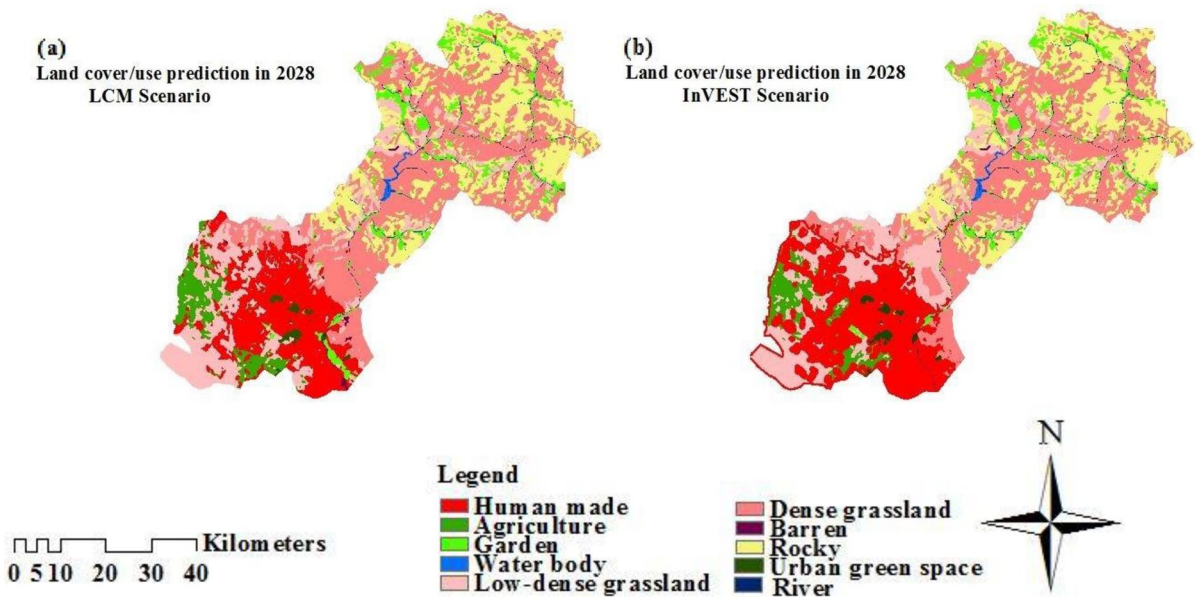 (a)
Land cover/use prediction in 2028
LCM Scenario
(b)
Land cover/use prediction in 2028
InVEST Scenario
Legend
Human made
Agriculture
Garden
Water body
Low-dense grassland
Dense grassland
Barren
Rocky
Urban green space
River
N
Kilometers
0 5 10 20 30 40